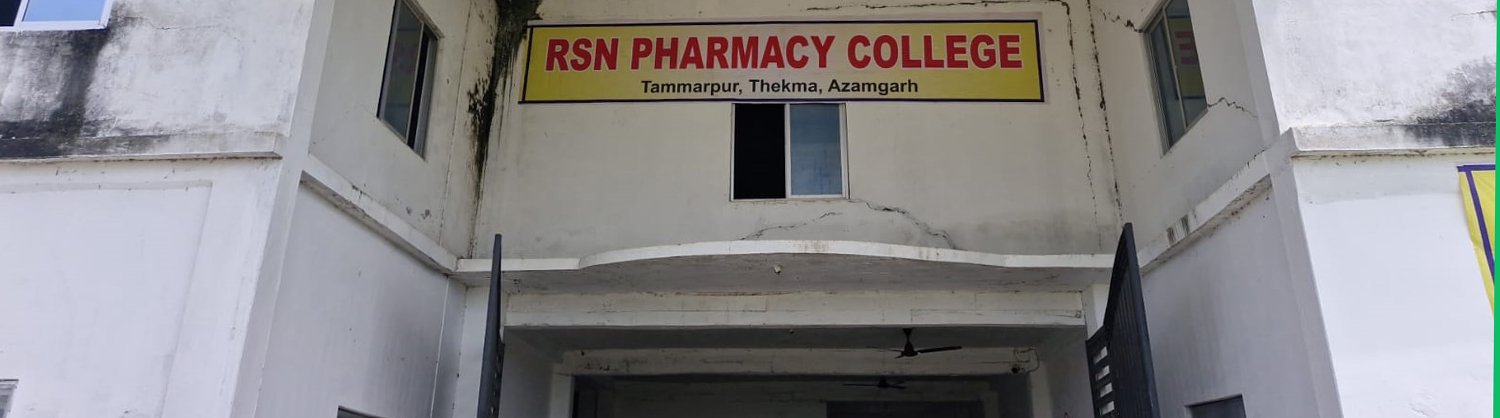 RSN PHARMACY COLLEGE
Tammarpur, Thekma, Azamgarh